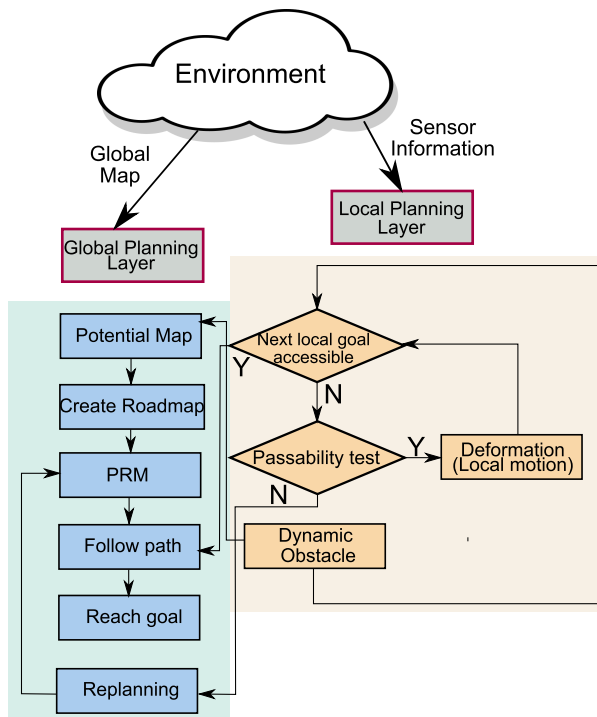 Environment
Global
Map
Sensor
Information
Global Planning
Layer
Local Planning
Layer
Potential Map
Create Roadmap
PRM
Follow path
Reach goal
Replanning
Next local goal
accessible
Y
N
Passability test
Y
N
Deformation
(Local motion)
Dynamic
Obstacle